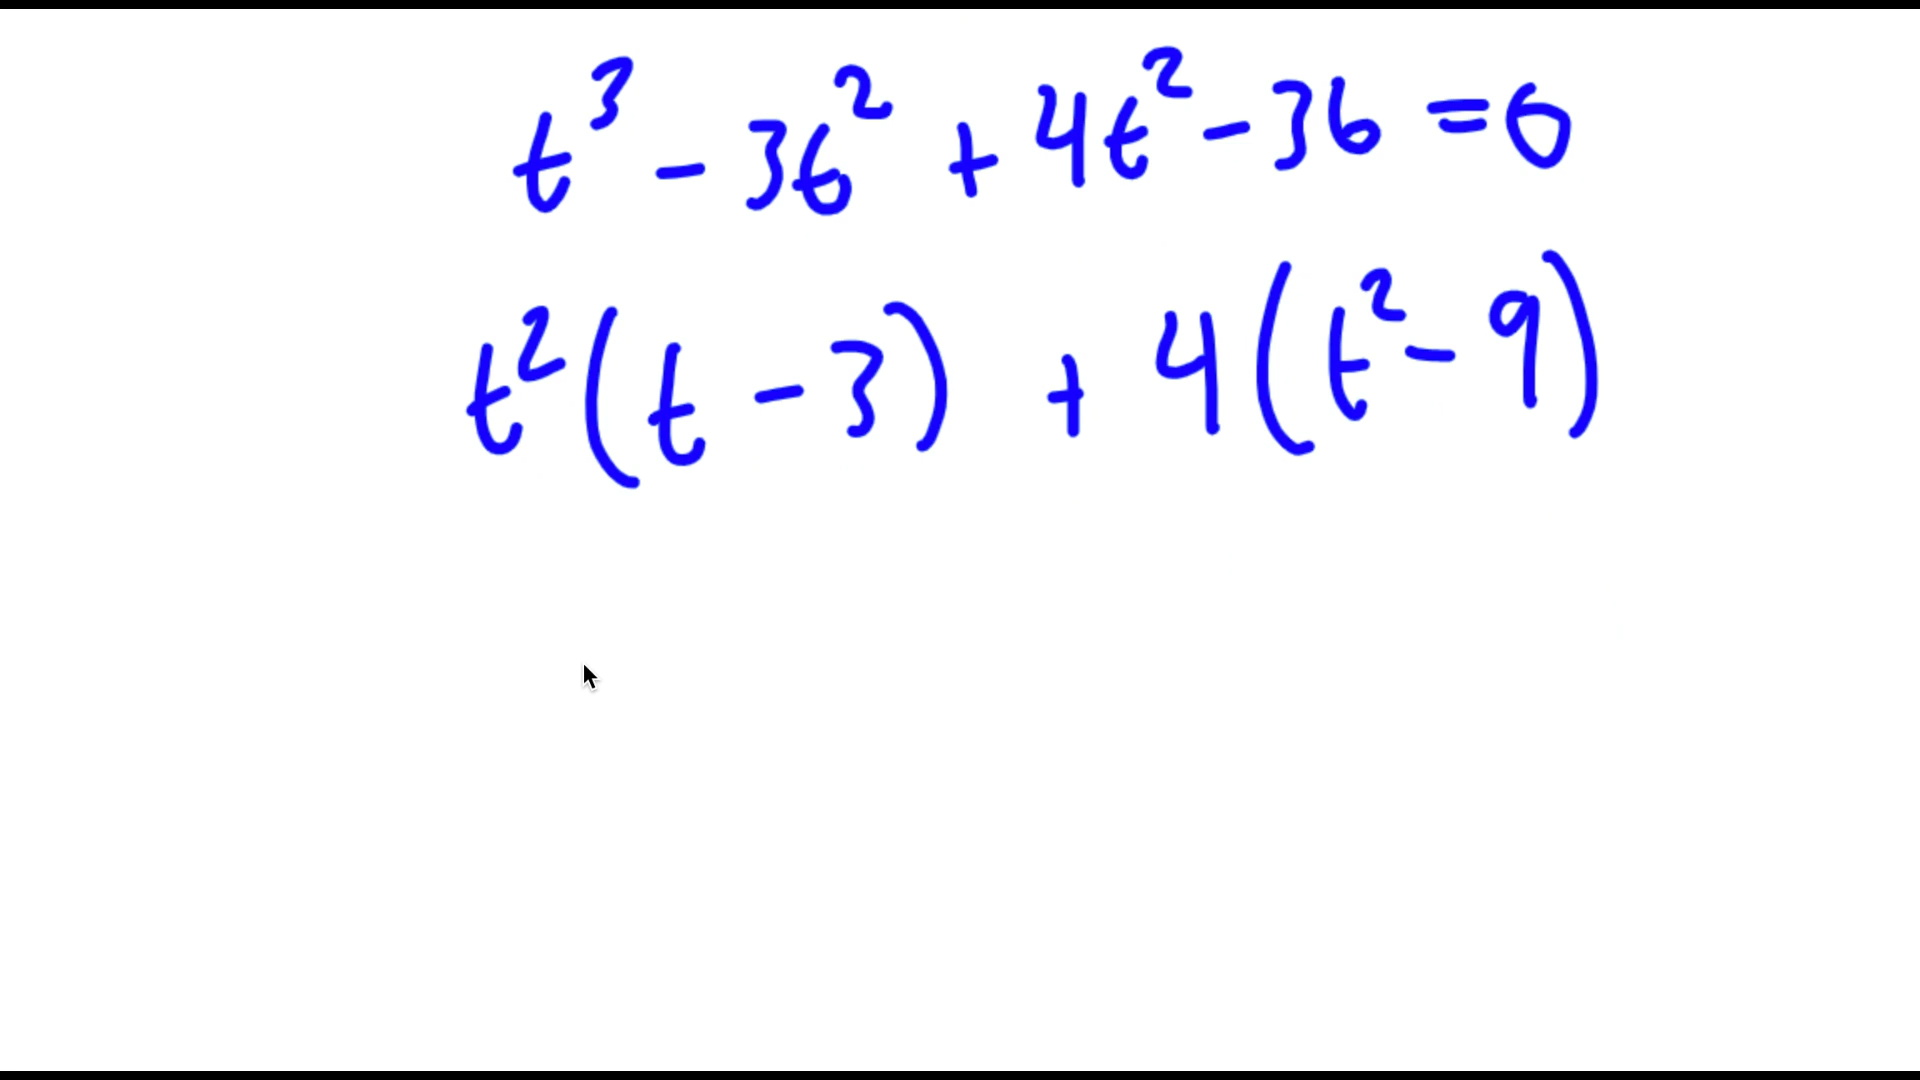 t³ - 3t² + 4t² - 36 = 0
t²(t - 3) + 4(t² - 9)